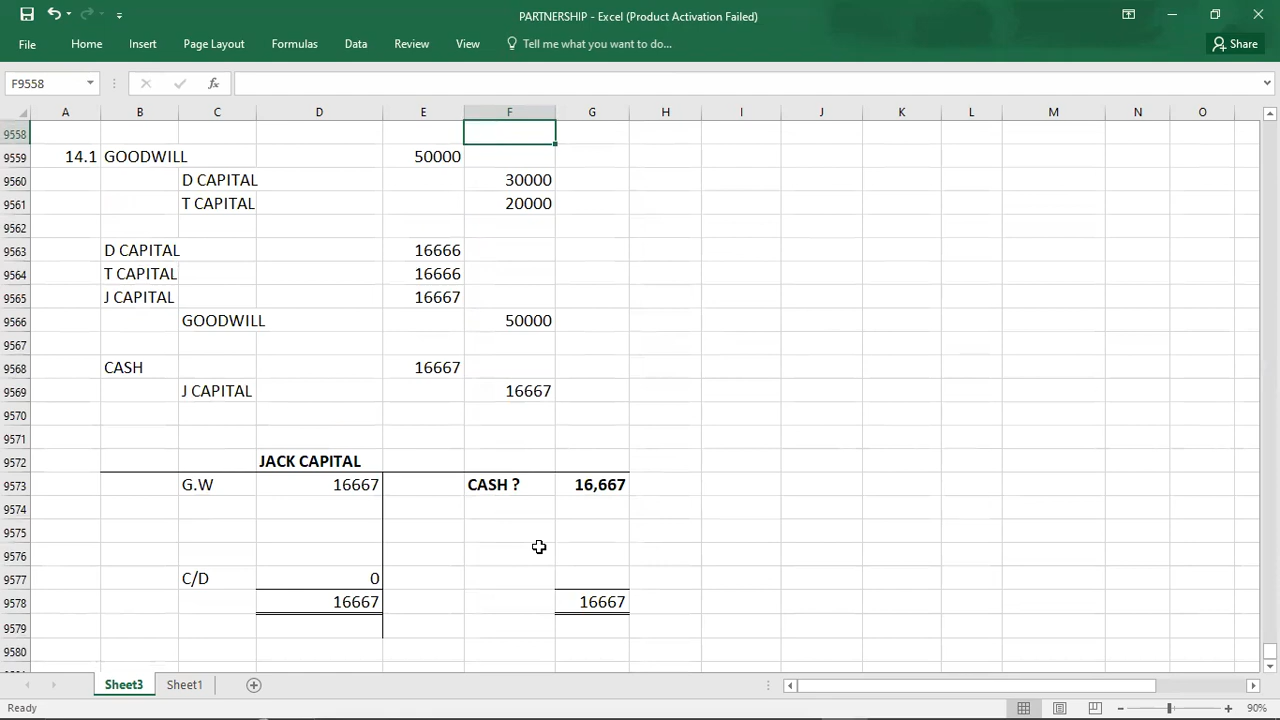 PARTNERSHIP - Excel (Product Activation Failed)
File Home Insert Page Layout Formulas Data Review View Tell me what you want to do... Share
F9558 fx
A B C D E F G H I J K L M N O
9558
9559 14.1 GOODWILL 50000
9560 D CAPITAL 30000
9561 T CAPITAL 20000
9562
9563 D CAPITAL 16666
9564 T CAPITAL 16666
9565 J CAPITAL 16667
9566 GOODWILL 50000
9567
9568 CASH 16667
9569 J CAPITAL 16667
9570
9571
9572 JACK CAPITAL
9573 G.W 16667 CASH ? 16,667
9574
9575
9576
9577 C/D 0
9578 16667 16667
9579
9580
Sheet3 Sheet1
Ready 90%